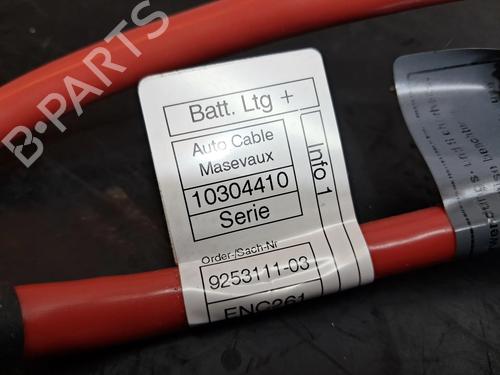 B-PARTS
Batt. Ltg +
Auto Cable
Masevaux
10304410
Serie
Info 1
Order-/Sach-Nr
9253111-03
ENC261